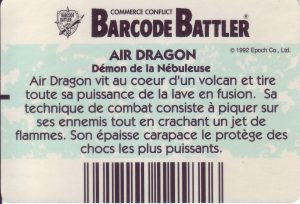 COMMERCE CONFLICT
BARCODE BATTLER
BARCODE BATTLER®
AIR DRAGON
© 1992 Epoch Co., Ltd.
Démon de la Nébuleuse
Air Dragon vit au coeur d'un volcan et tire
toute sa puissance de la lave en fusion. Sa
technique de combat consiste à piquer sur
ses ennemis tout en crachant un jet de
flammes. Son épaisse carapace le protège des
chocs les plus puissants.